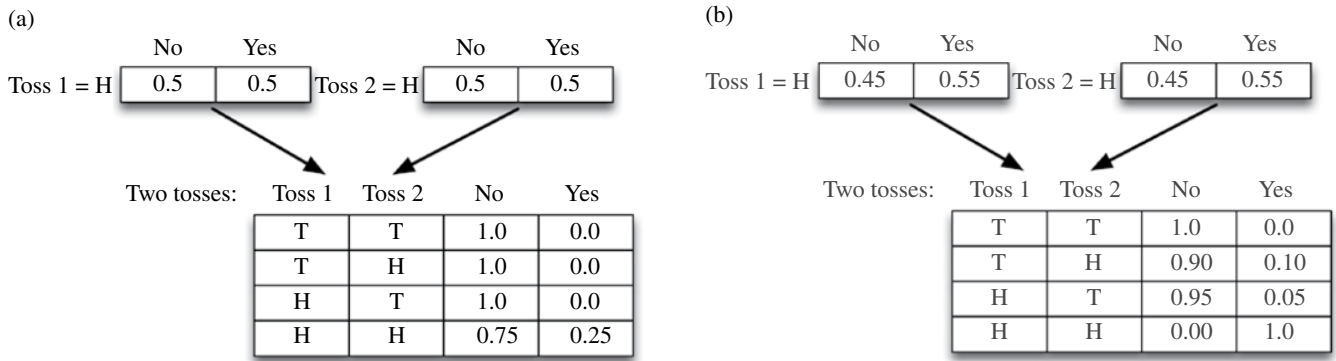 (a)
No Yes No Yes
Toss 1 = H 0.5 0.5 Toss 2 = H 0.5 0.5
Two tosses: Toss 1 Toss 2 No Yes
T T 1.0 0.0
T H 1.0 0.0
H T 1.0 0.0
H H 0.75 0.25
(b)
No Yes No Yes
Toss 1 = H 0.45 0.55 Toss 2 = H 0.45 0.55
Two tosses: Toss 1 Toss 2 No Yes
T T 1.0 0.0
T H 0.90 0.10
H T 0.95 0.05
H H 0.00 1.0